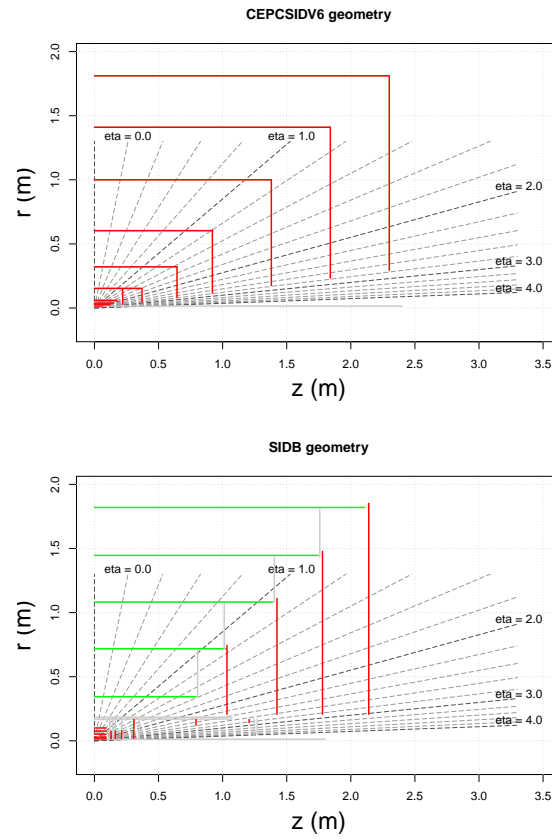 CEPCSIDV6 geometry
2.0
1.5
1.0
0.5
0.0
r (m)
eta = 0.0
eta = 1.0
eta = 2.0
eta = 3.0
eta = 4.0
0.0 0.5 1.0 1.5 2.0 2.5 3.0 3.5
z (m)
SIDB geometry
2.0
1.5
1.0
0.5
0.0
r (m)
eta = 0.0
eta = 1.0
eta = 2.0
eta = 3.0
eta = 4.0
0.0 0.5 1.0 1.5 2.0 2.5 3.0 3.5
z (m)